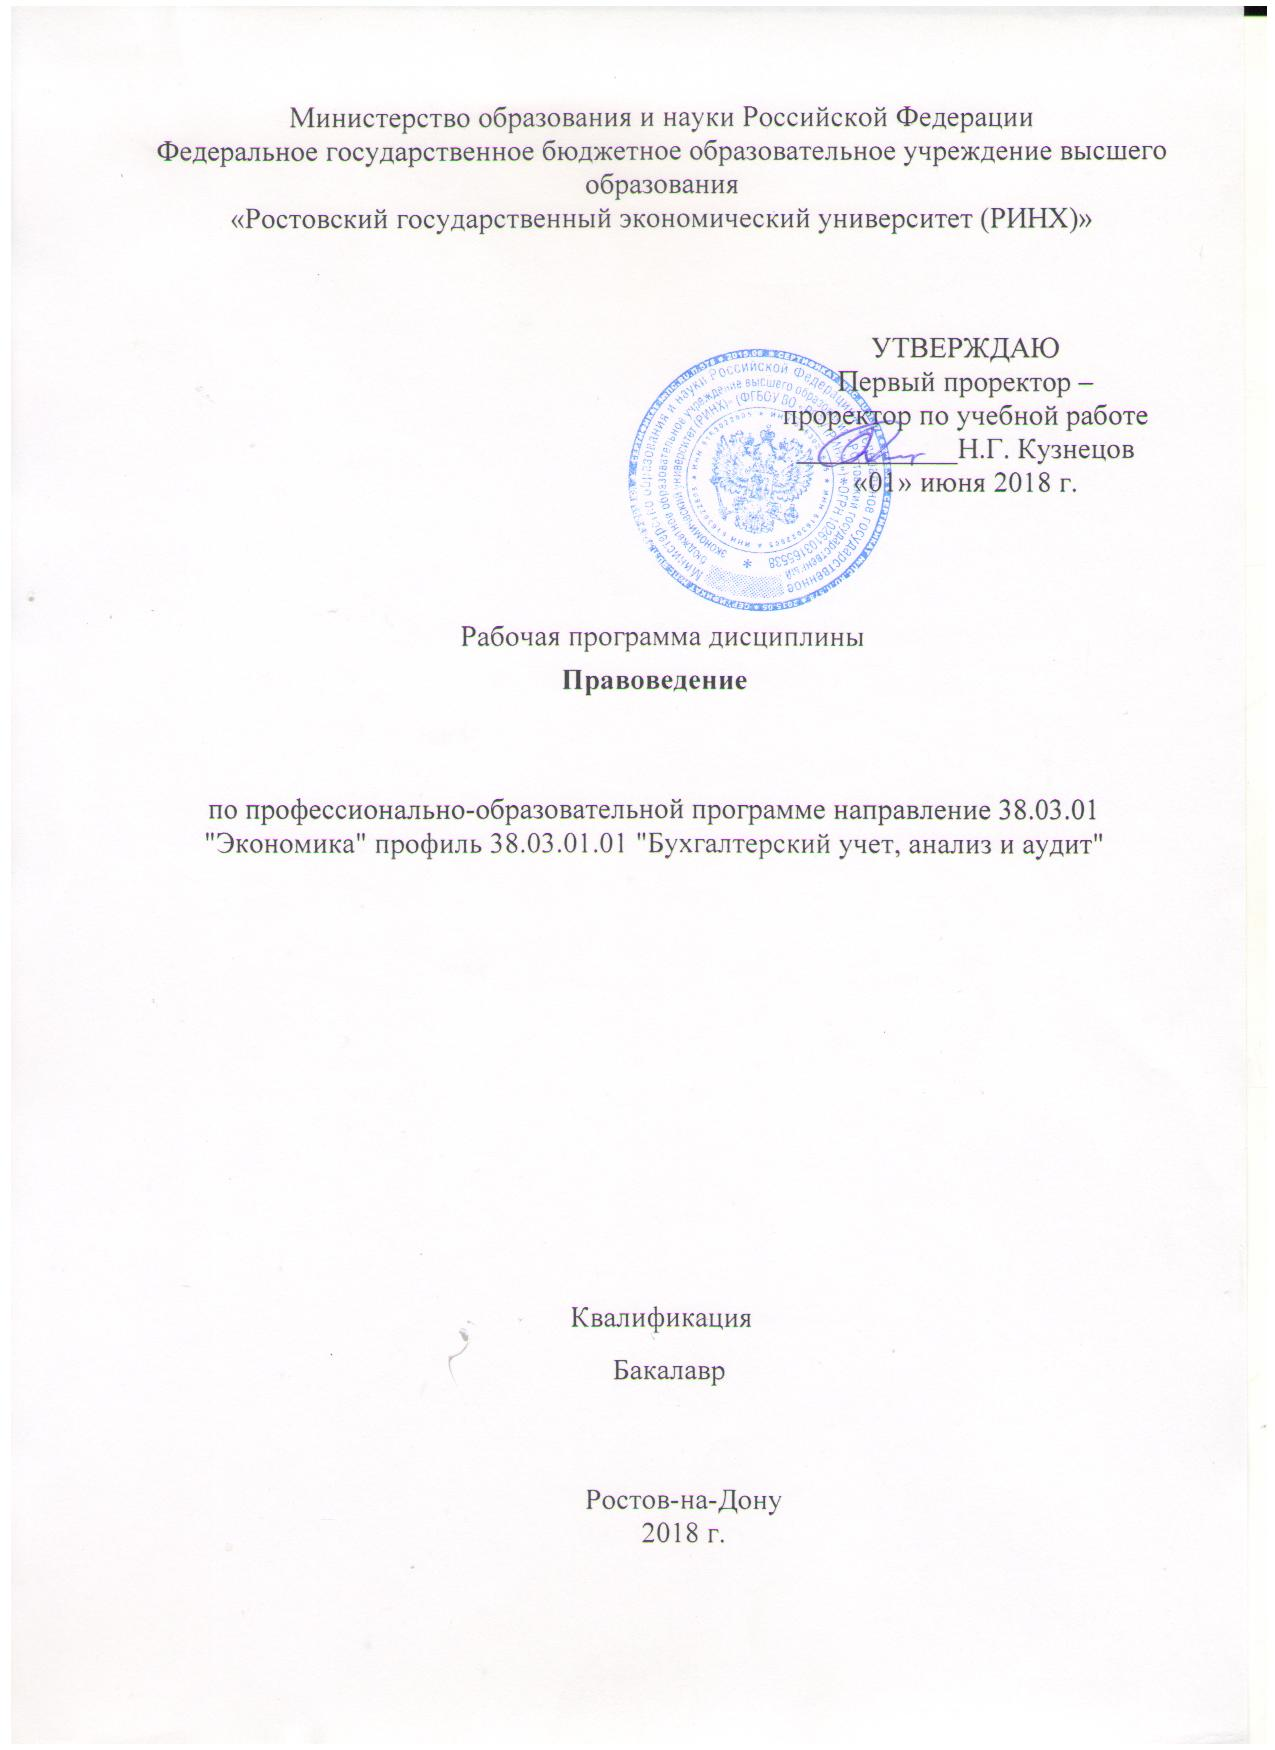 Министерство образования и науки Российской Федерации
Федеральное государственное бюджетное образовательное учреждение высшего
образования
«Ростовский государственный экономический университет (РИНХ)»
УТВЕРЖДАЮ
Первый проректор –
проректор по учебной работе
Н.Г. Кузнецов
«01» июня 2018 г.
Рабочая программа дисциплины
Правоведение
по профессионально-образовательной программе направление 38.03.01
"Экономика" профиль 38.03.01.01 "Бухгалтерский учет, анализ и аудит"
Квалификация
Бакалавр
Ростов-на-Дону
2018 г.